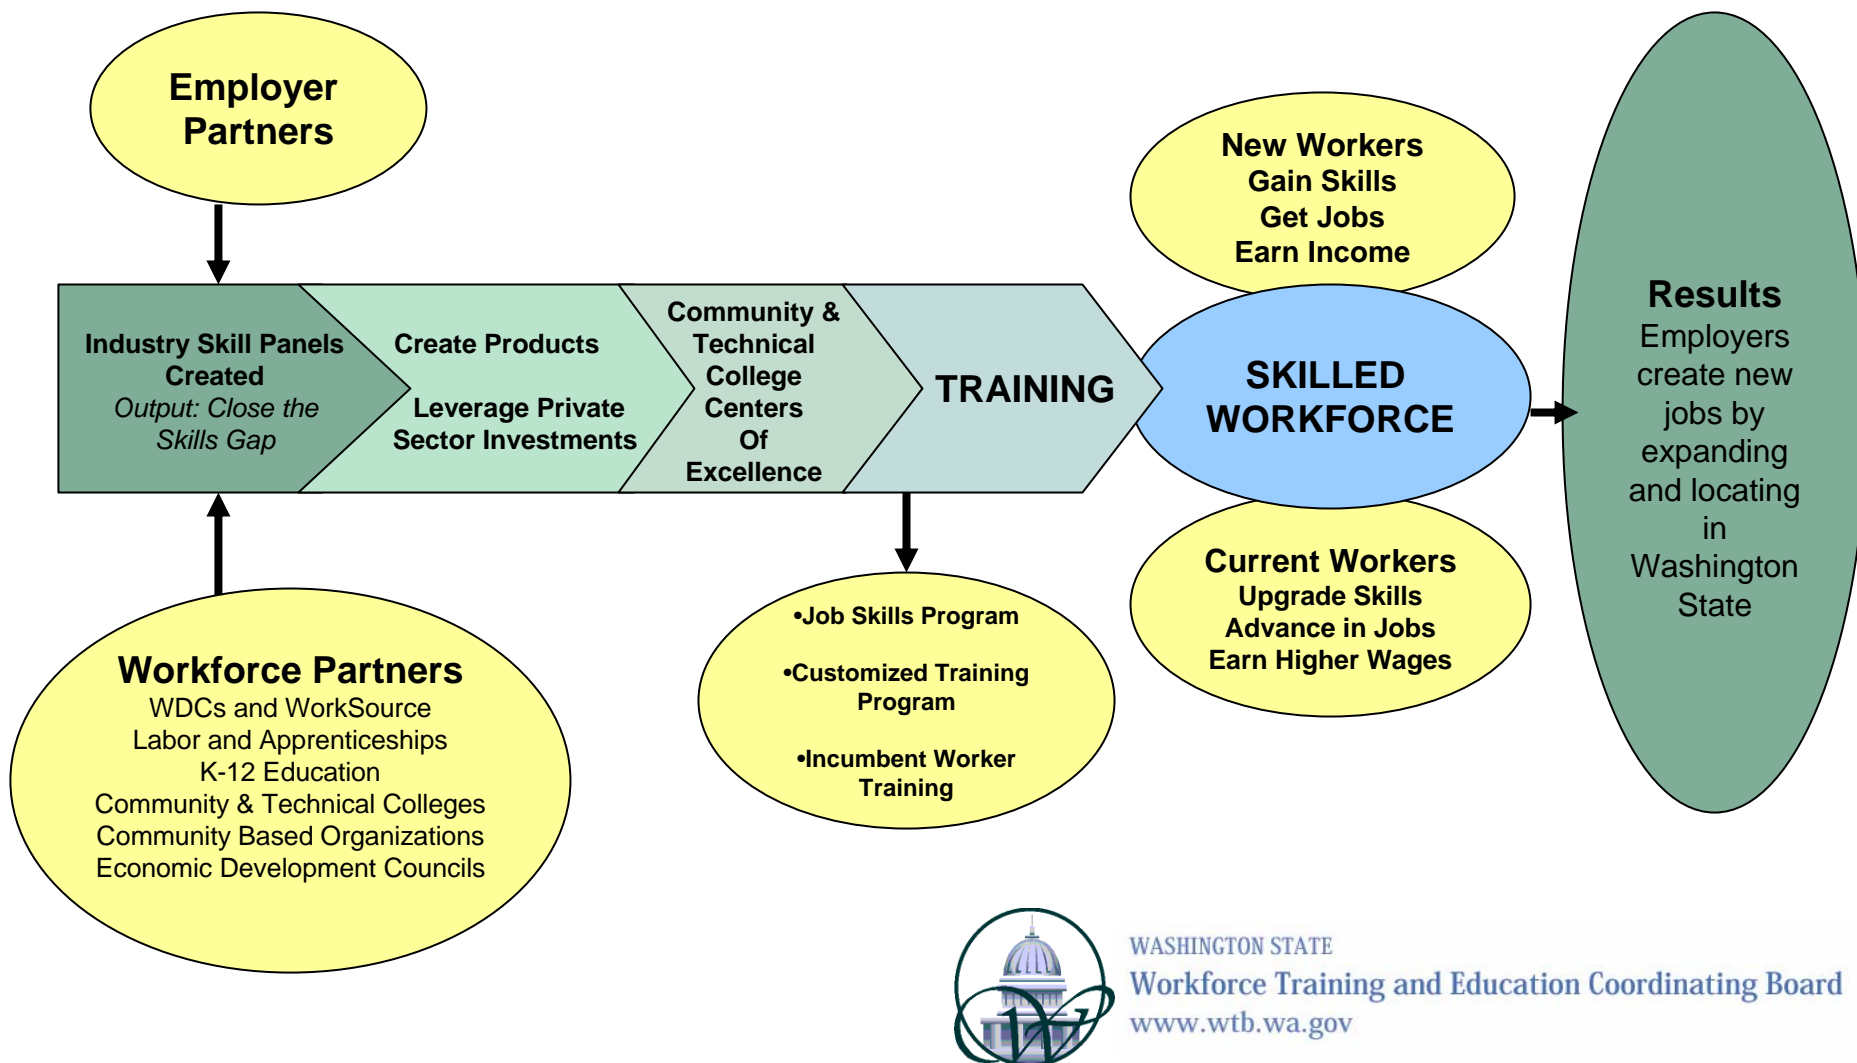 Employer
Partners
New Workers
Gain Skills
Get Jobs
Earn Income
Industry Skill Panels
Created
Output: Close the
Skills Gap
Create Products
Leverage Private
Sector Investments
Community &
Technical
College
Centers
Of
Excellence
TRAINING
SKILLED
WORKFORCE
Results
Employers
create new
jobs by
expanding
and locating
in
Washington
State
Workforce Partners
WDCs and WorkSource
Labor and Apprenticeships
K-12 Education
Community & Technical Colleges
Community Based Organizations
Economic Development Councils
•Job Skills Program
•Customized Training
Program
•Incumbent Worker
Training
Current Workers
Upgrade Skills
Advance in Jobs
Earn Higher Wages
WASHINGTON STATE
Workforce Training and Education Coordinating Board
www.wtb.wa.gov